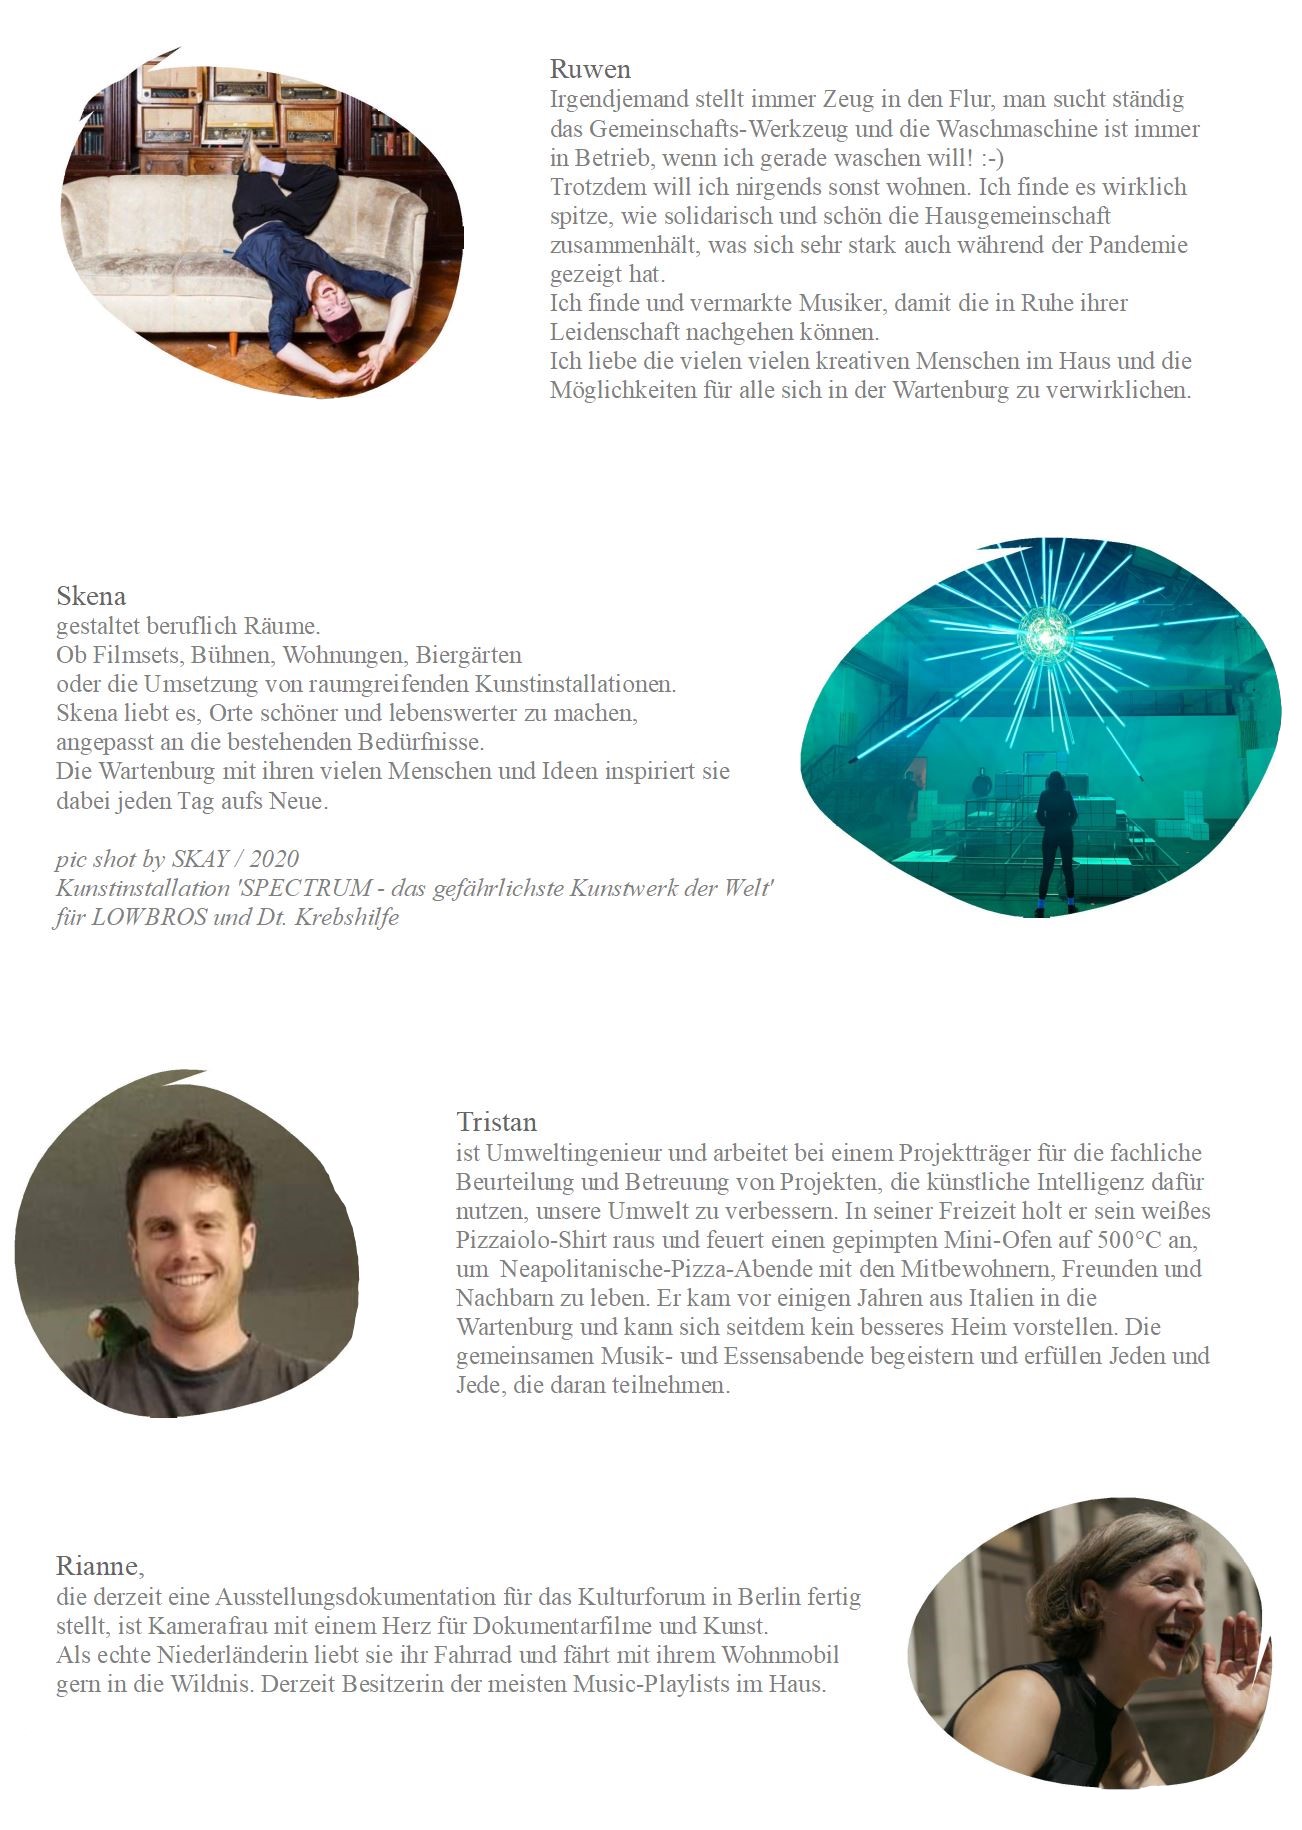 Ruwen
Irgendjemand stellt immer Zeug in den Flur, man sucht ständig
das Gemeinschafts-Werkzeug und die Waschmaschine ist immer
in Betrieb, wenn ich gerade waschen will! :-)
Trotzdem will ich nirgends sonst wohnen. Ich finde es wirklich
spitze, wie solidarisch und schön die Hausgemeinschaft
zusammenhält, was sich sehr stark auch während der Pandemie
gezeigt hat.
Ich finde und vermarkte Musiker, damit die in Ruhe ihrer
Leidenschaft nachgehen können.
Ich liebe die vielen vielen kreativen Menschen im Haus und die
Möglichkeiten für alle sich in der Wartenburg zu verwirklichen.
Skena
gestaltet beruflich Räume.
Ob Filmsets, Bühnen, Wohnungen, Biergärten
oder die Umsetzung von raumgreifenden Kunstinstallationen.
Skena liebt es, Orte schöner und lebenswerter zu machen,
angepasst an die bestehenden Bedürfnisse.
Die Wartenburg mit ihren vielen Menschen und Ideen inspiriert sie
dabei jeden Tag aufs Neue.
pic shot by SKAY / 2020
Kunstinstallation 'SPECTRUM - das gefährlichste Kunstwerk der Welt'
für LOWBROS und Dt. Krebshilfe
Tristan
ist Umweltingenieur und arbeitet bei einem Projektträger für die fachliche
Beurteilung und Betreuung von Projekten, die künstliche Intelligenz dafür
nutzen, unsere Umwelt zu verbessern. In seiner Freizeit holt er sein weißes
Pizzaiolo-Shirt raus und feuert einen gepimpten Mini-Ofen auf 500°C an,
um  Neapolitanische-Pizza-Abende mit den Mitbewohnern, Freunden und
Nachbarn zu leben. Er kam vor einigen Jahren aus Italien in die
Wartenburg und kann sich seitdem kein besseres Heim vorstellen. Die
gemeinsamen Musik- und Essensabende begeistern und erfüllen Jeden und
Jede, die daran teilnehmen.
Rianne,
die derzeit eine Ausstellungsdokumentation für das Kulturforum in Berlin fertig
stellt, ist Kamerafrau mit einem Herz für Dokumentarfilme und Kunst.
Als echte Niederländerin liebt sie ihr Fahrrad und fährt mit ihrem Wohnmobil
gern in die Wildnis. Derzeit Besitzerin der meisten Music-Playlists im Haus.